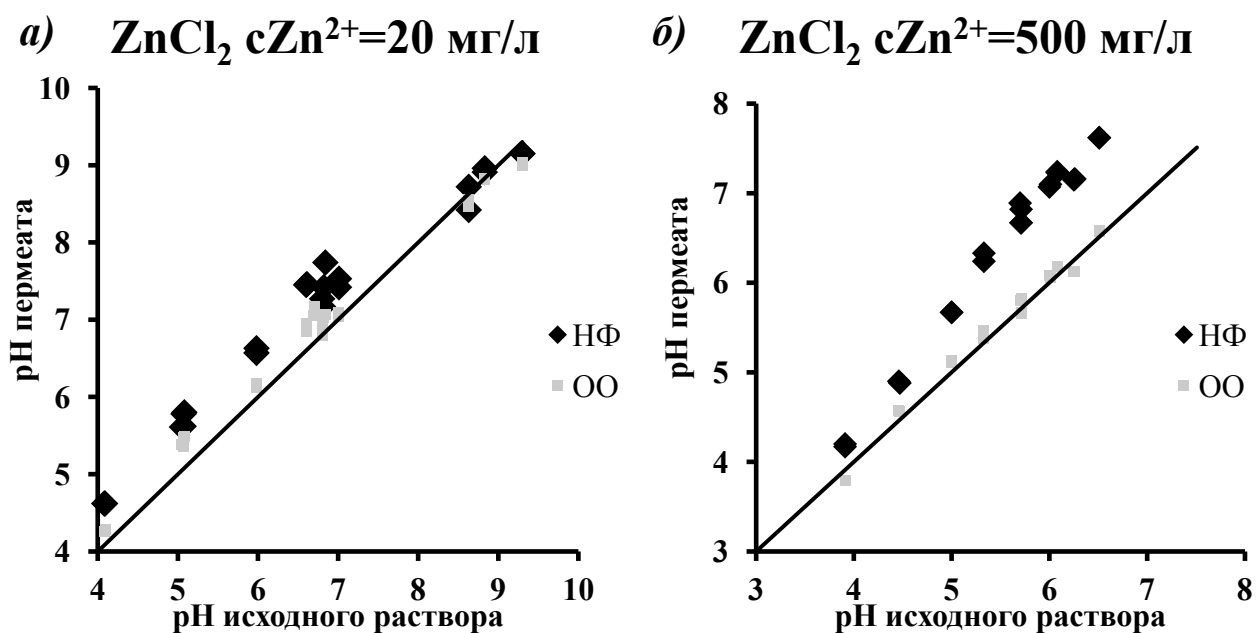 а) ZnCl₂ cZn²⁺=20 мг/л
10
9
8
7
6
5
4
4 5 6 7 8 9 10
pH пермеата
pH исходного раствора
НФ
ОО
б) ZnCl₂ cZn²⁺=500 мг/л
8
7
6
5
4
3
3 4 5 6 7 8
pH пермеата
pH исходного раствора
НФ
ОО